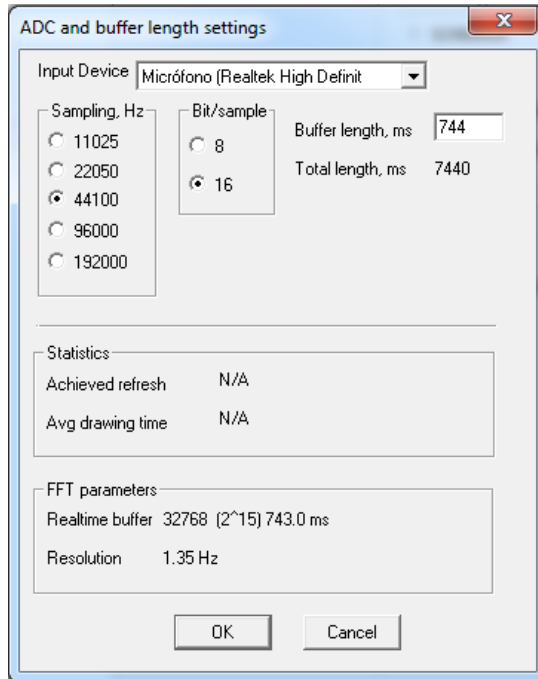 ADC and buffer length settings
Input Device Micrófono (Realtek High Definit
Sampling, Hz
11025
22050
44100
96000
192000
Bit/sample
8
16
Buffer length, ms 744
Total length, ms 7440
Statistics
Achieved refresh N/A
Avg drawing time N/A
FFT parameters
Realtime buffer 32768 (2^15) 743.0 ms
Resolution 1.35 Hz
OK Cancel